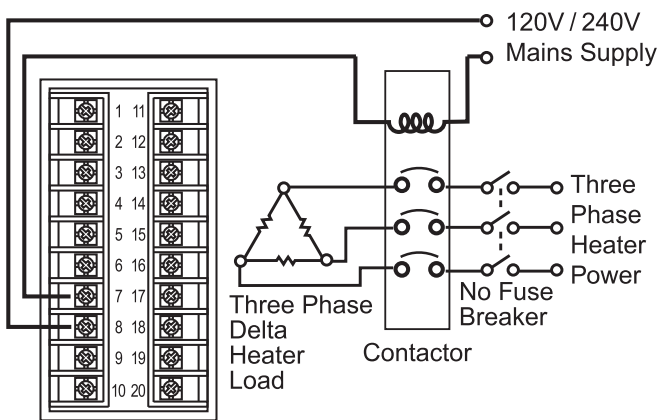 120V / 240V
Mains Supply
1 11
2 12
3 13
4 14
5 15
6 16
7 17
8 18
9 19
10 20
Three
Phase
Heater
Power
No Fuse
Breaker
Three Phase
Delta
Heater
Load
Contactor